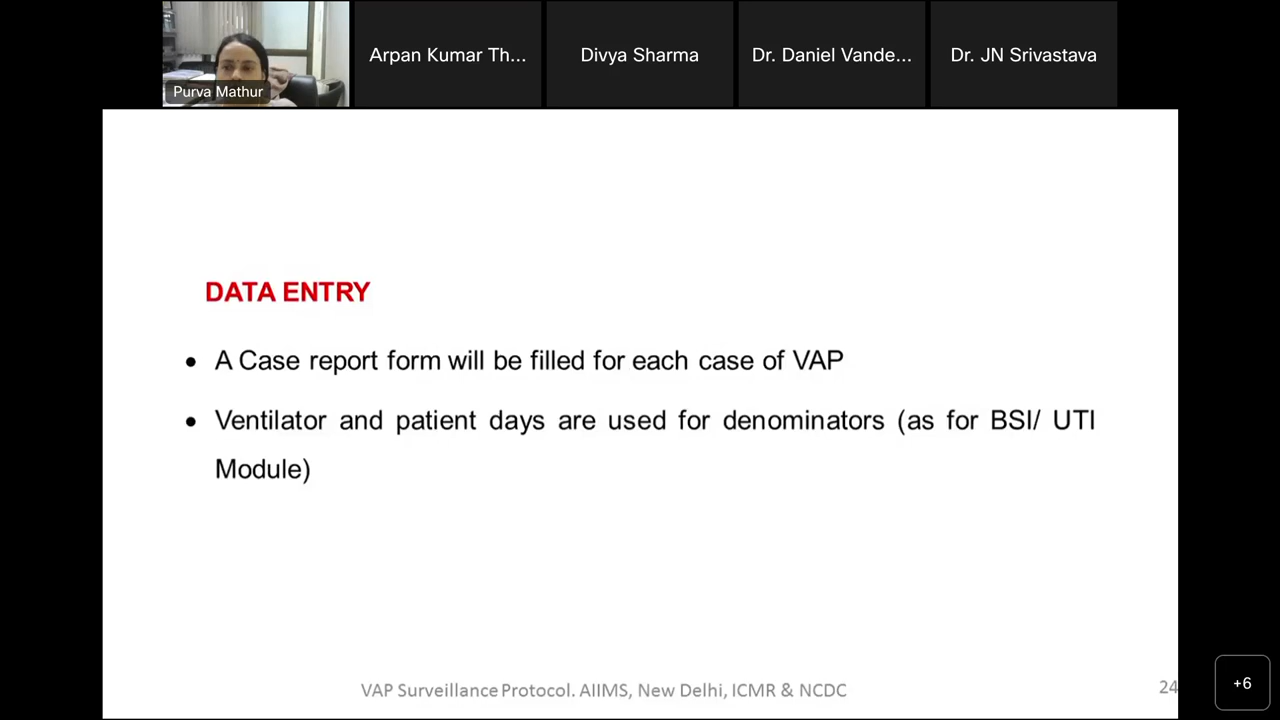 Purva Mathur
Arpan Kumar Th...
Divya Sharma
Dr. Daniel Vande...
Dr. JN Srivastava
DATA ENTRY
• A Case report form will be filled for each case of VAP
• Ventilator and patient days are used for denominators (as for BSI/ UTI
Module)
VAP Surveillance Protocol. AIIMS, New Delhi, ICMR & NCDC
24
+6